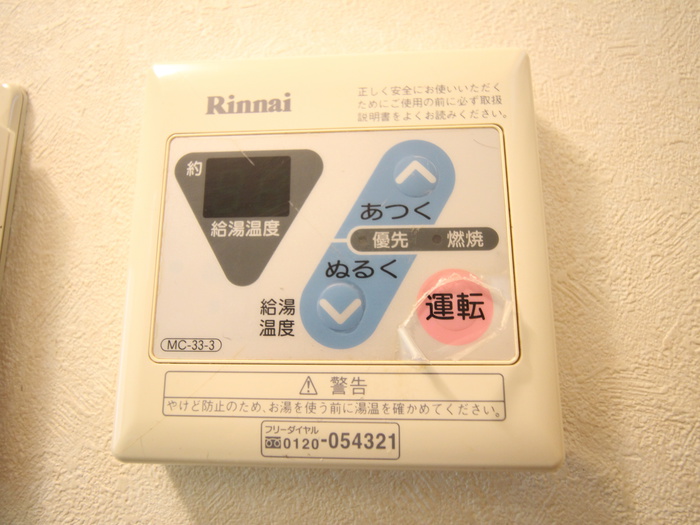 Rinnai
正しく安全にお使いいただく
ためにご使用の前に必ず取扱
説明書をよくお読みください。
約
給湯温度
あつく
優先 燃焼
ぬるく
給湯
温度
運転
MC-33-3
警告
やけど防止のため、お湯を使う前に湯温を確かめてください。
フリーダイヤル
0120-054321